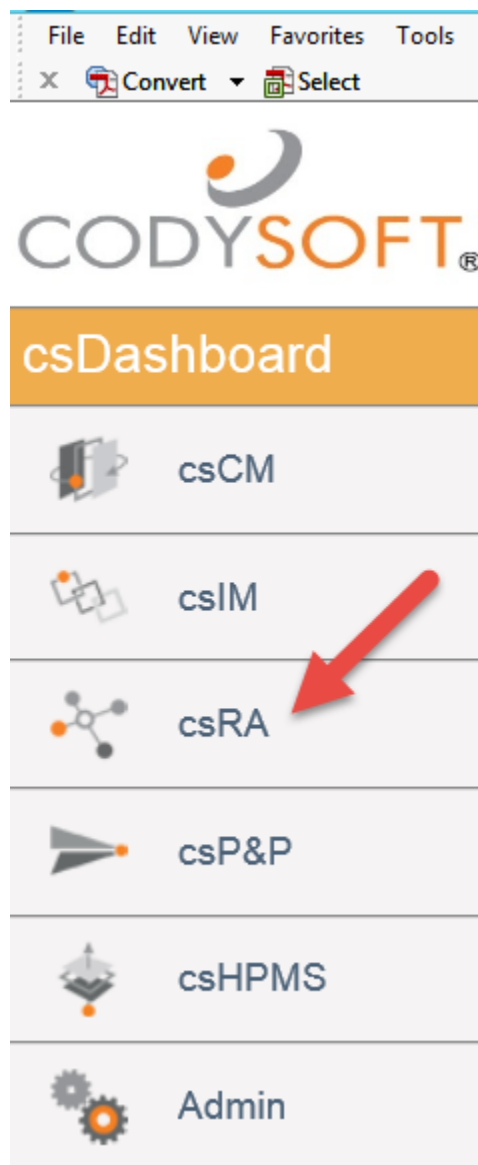 File Edit View Favorites Tools
x Convert Select
CODYSOFT®
csDashboard
csCM
csIM
csRA
csP&P
csHPMS
Admin